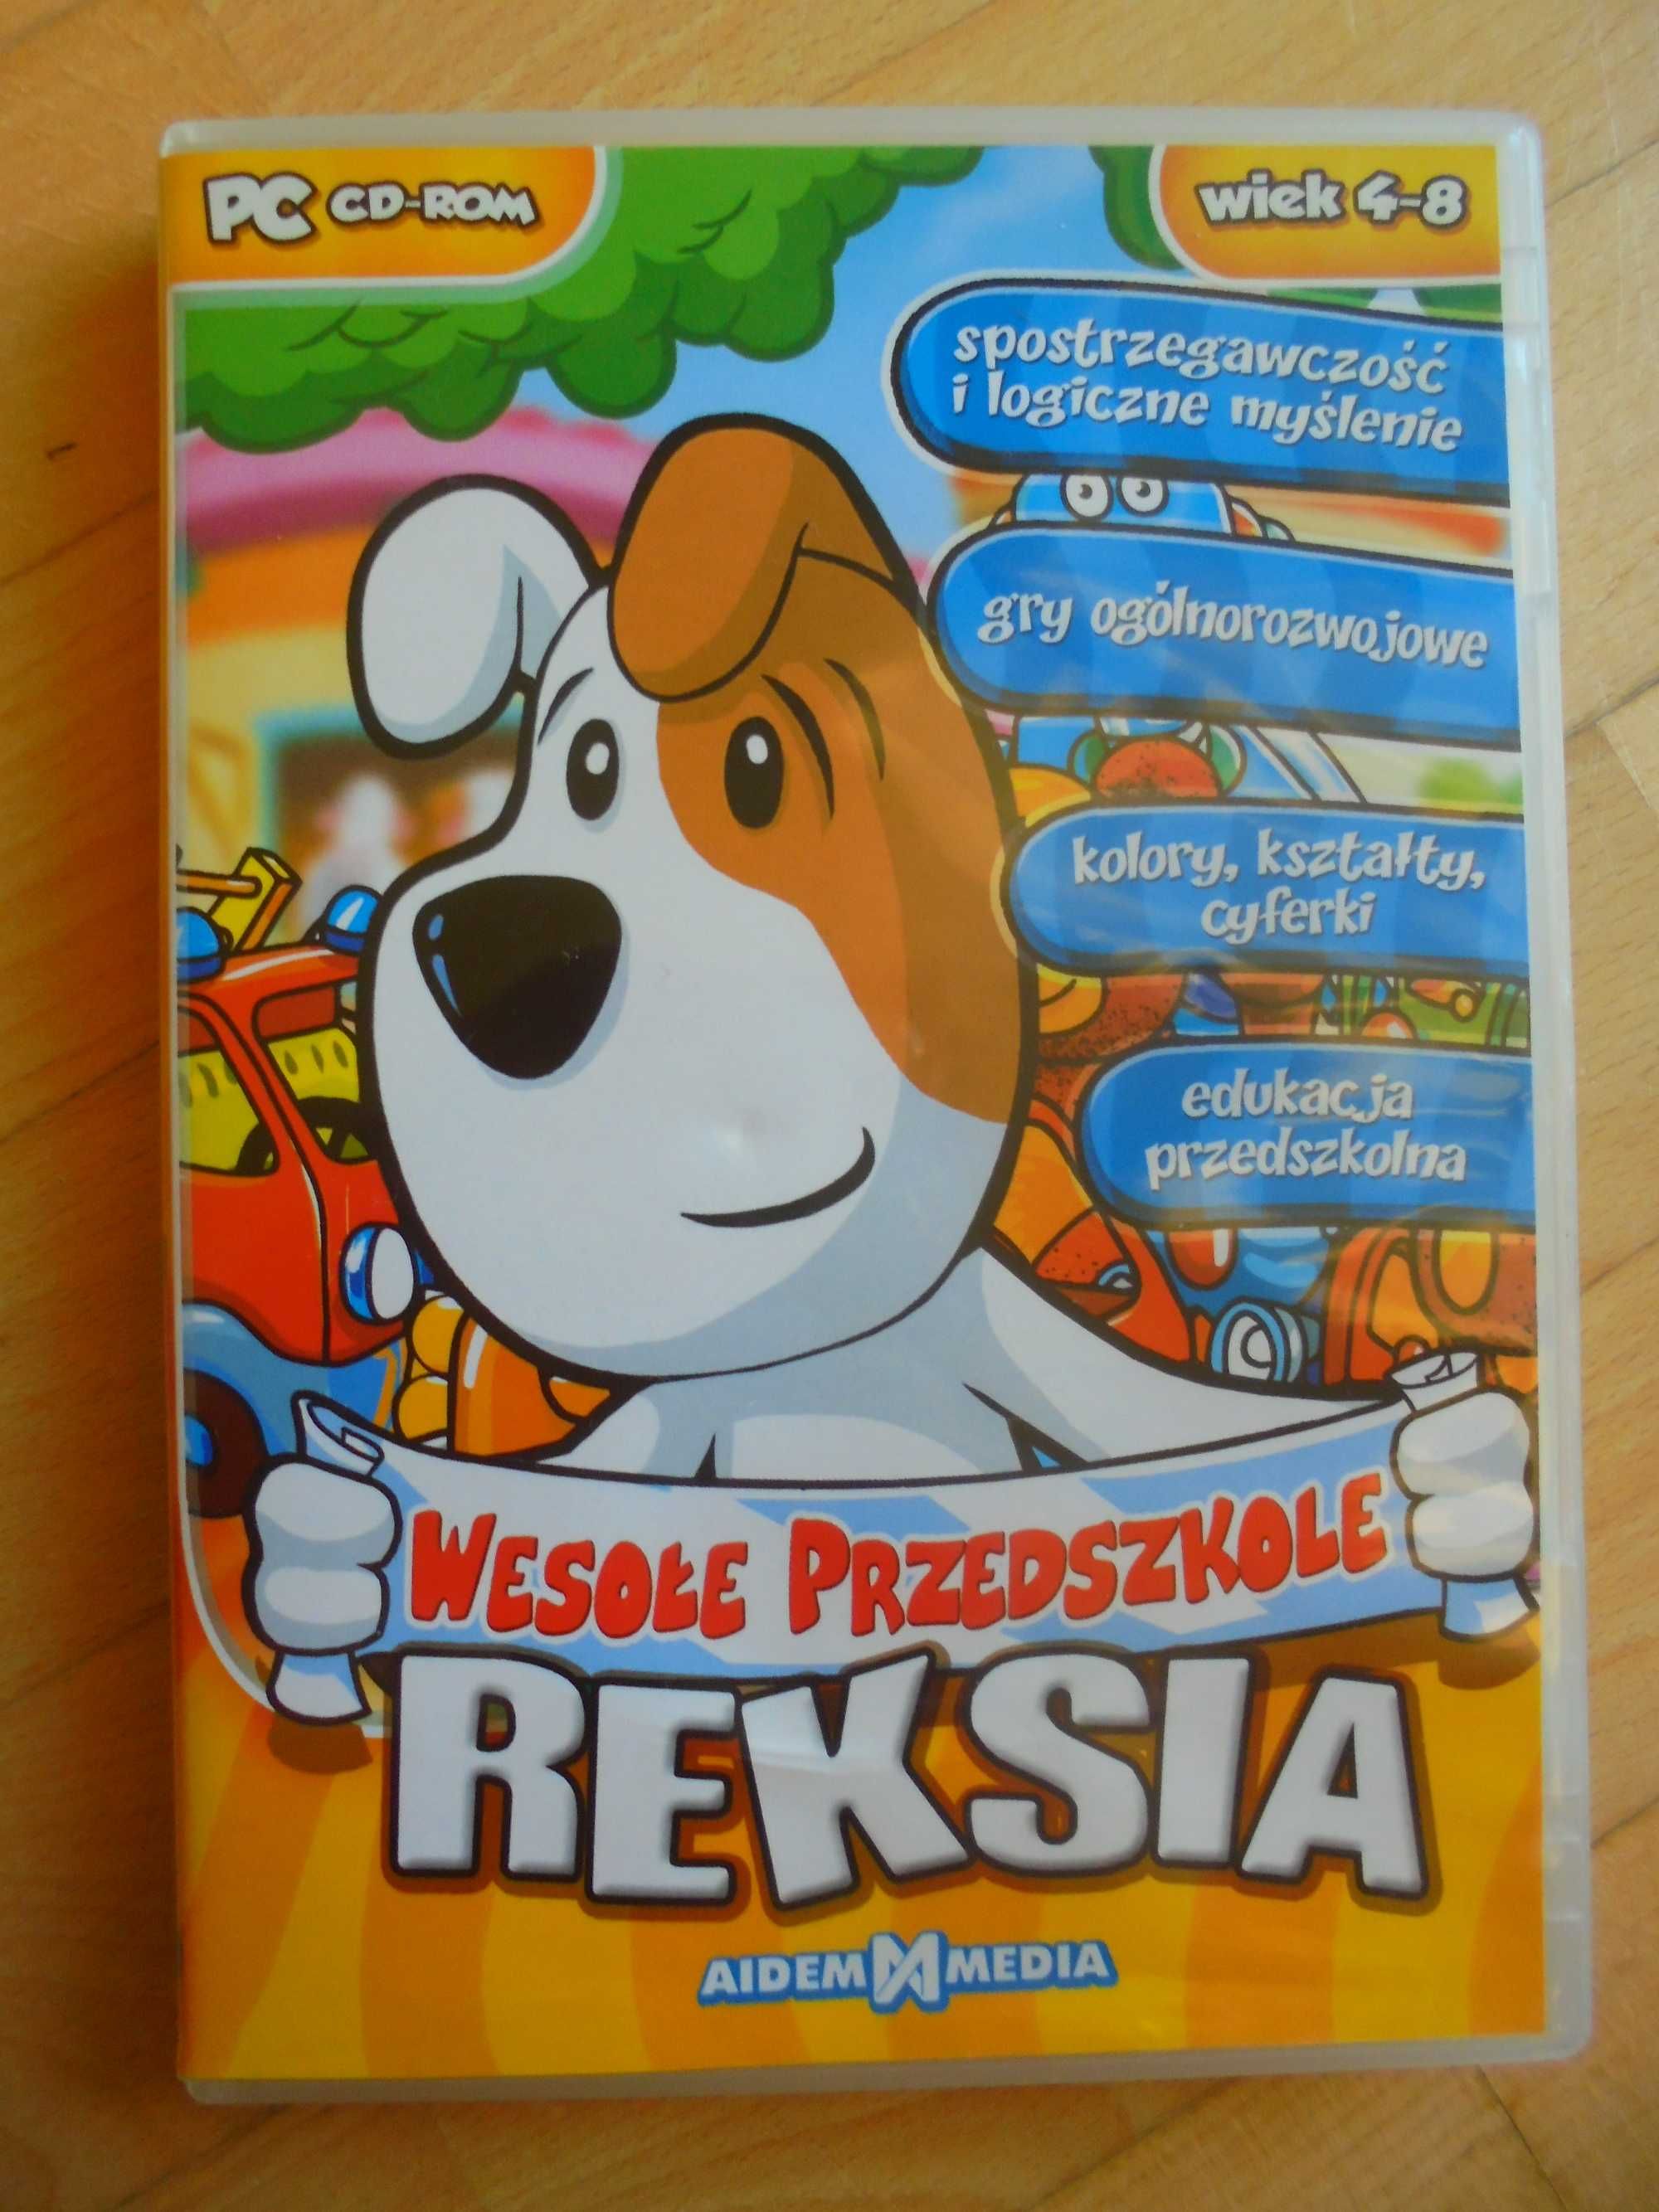 PC CD-ROM
wiek 4-8
spostrzegawczość
i logiczne myślenie
gry ogólnorozwojowe
kolory, kształty,
cyferki
edukacja
przedszkolna
WESOŁE PRZEDSZKOLE
REKSIA
AIDEM MEDIA